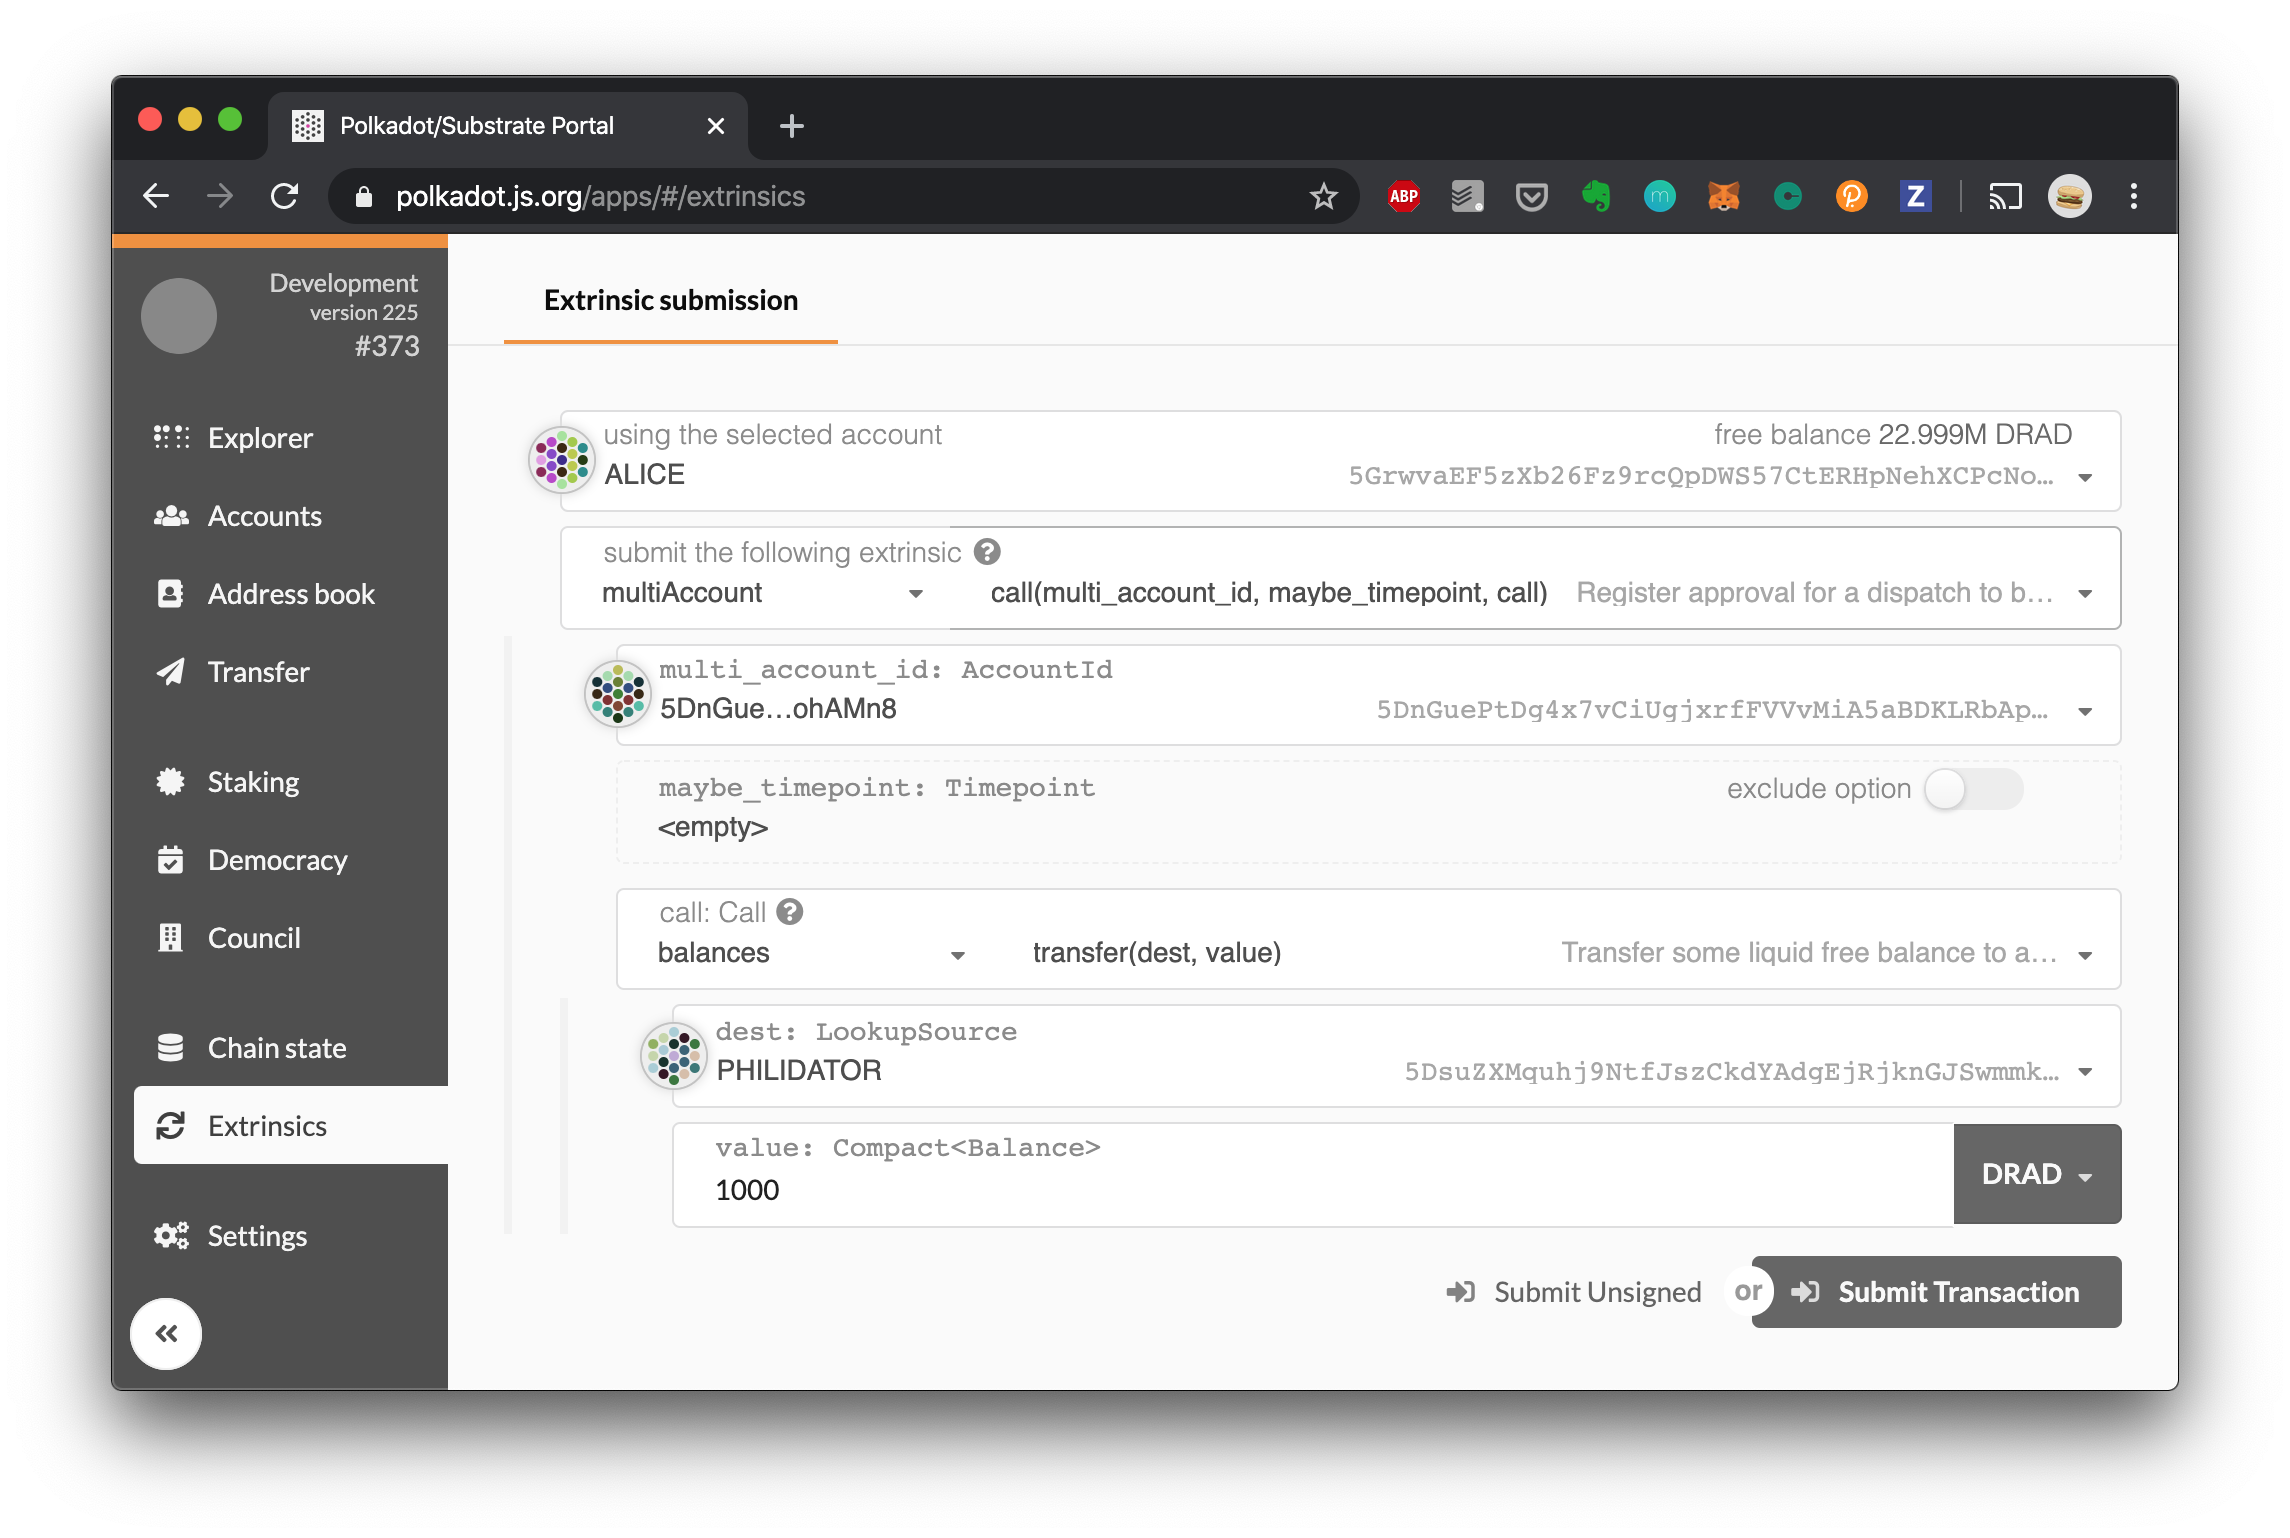 Polkadot/Substrate Portal
polkadot.js.org/apps/#/extrinsics
ABP
m
Z
Development
version 225
#373
Explorer
Accounts
Address book
Transfer
Staking
Democracy
Council
Chain state
Extrinsics
Settings
Extrinsic submission
using the selected account
free balance 22.999M DRAD
ALICE
5GrwvaEF5zXb26Fz9rcQpDWS57CtERHpNehXCPcNo…
submit the following extrinsic
multiAccount
call(multi_account_id, maybe_timepoint, call)
Register approval for a dispatch to b…
multi_account_id: AccountId
5DnGue…ohAMn8
5DnGuePtDg4x7vCiUgjxrfFVVvMiA5aBDKLRbAp…
maybe_timepoint: Timepoint
exclude option
<empty>
call: Call
balances
transfer(dest, value)
Transfer some liquid free balance to a…
dest: LookupSource
PHILIDATOR
5DsuZXMquhj9NtfJszCkdYAdgEjRjknGJSwmmk…
value: Compact<Balance>
1000
DRAD
Submit Unsigned
or
Submit Transaction